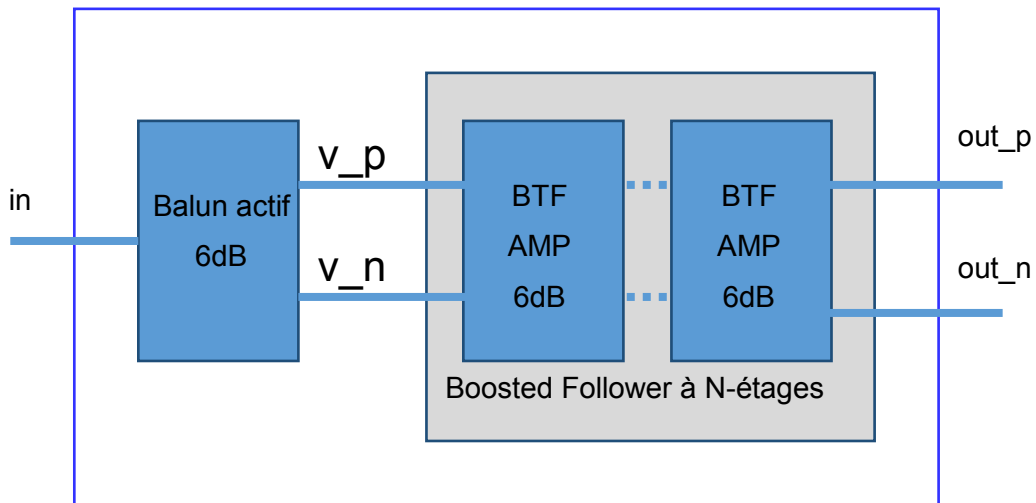 in
Balun actif
6dB
v_p
v_n
BTF
AMP
6dB
BTF
AMP
6dB
Boosted Follower à N-étages
out_p
out_n